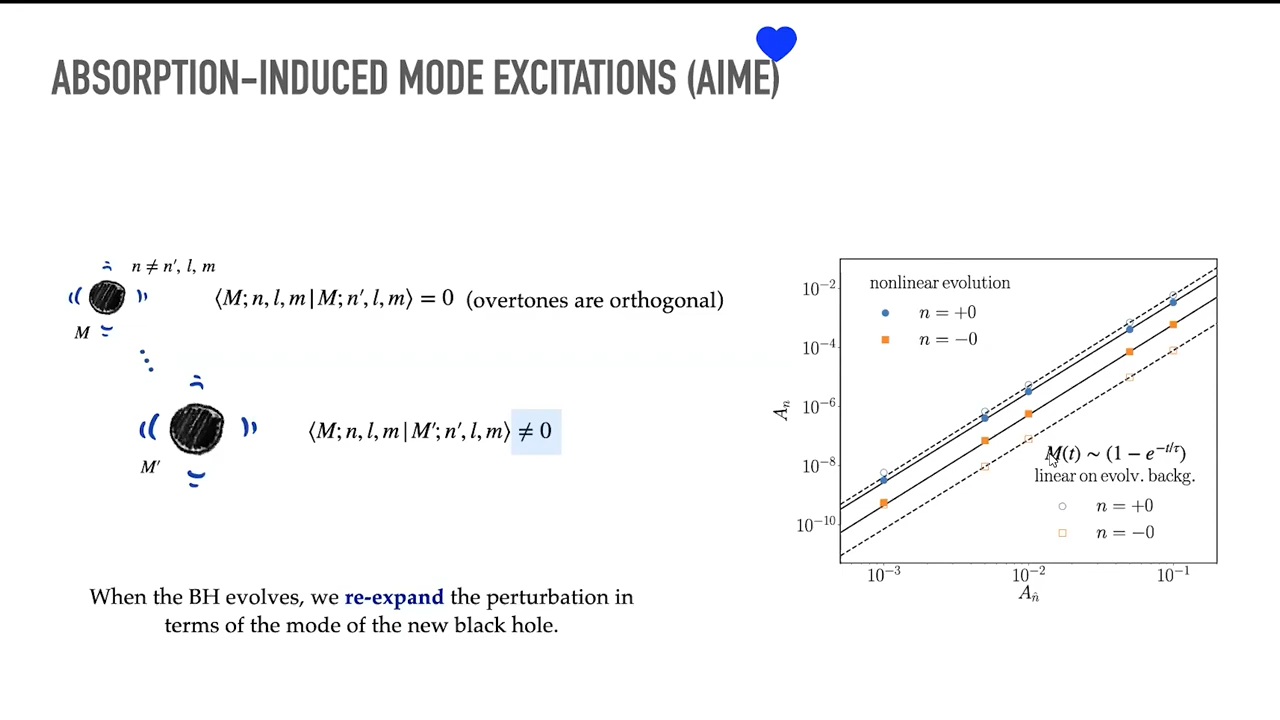 ABSORPTION-INDUCED MODE EXCITATIONS (AIME)
n ≠ n′, l, m
⟨M; n, l, m | M; n′, l, m⟩ = 0 (overtones are orthogonal)
M
⟨M; n, l, m | M′; n′, l, m⟩ ≠ 0
M′
When the BH evolves, we re-expand the perturbation in
terms of the mode of the new black hole.
nonlinear evolution
n = +0
n = −0
M(t) ∼ (1 − e^{−t/τ})
linear on evolv. backg.
n = +0
n = −0
A_n
10^{−2}
10^{−4}
10^{−6}
10^{−8}
10^{−10}
10^{−3} 10^{−2} 10^{−1}
A_{n̂}